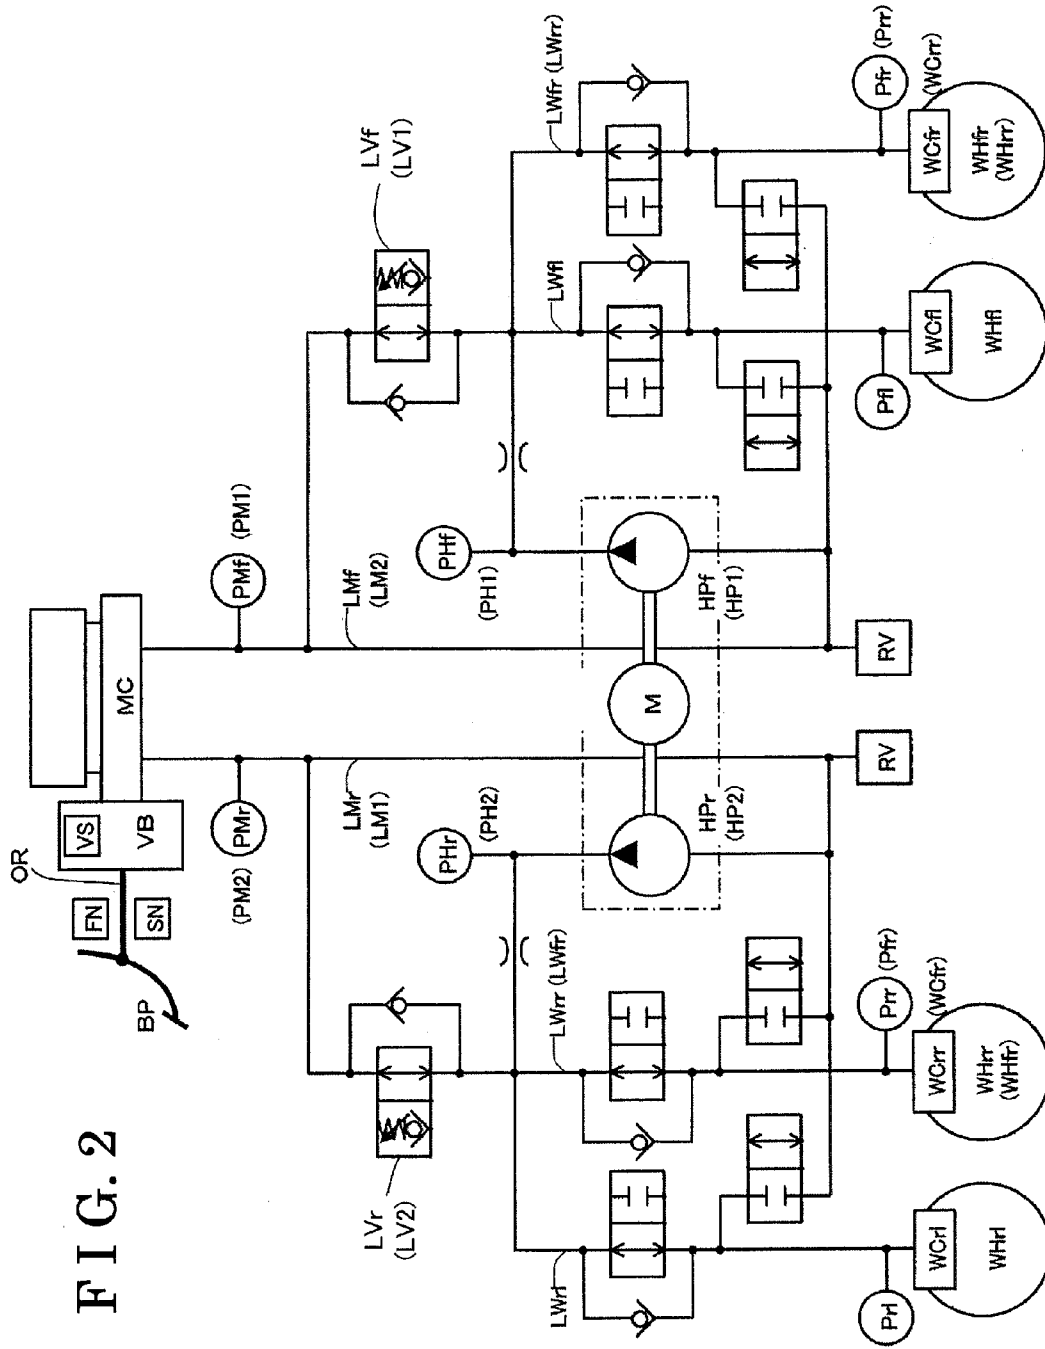 FIG. 2
BP
OR
FN
SN
VS
VB
MC
PMr
(PM2)
PMf
(PM1)
LMr
(LM1)
LMf
(LM2)
LVr
(LV2)
LVf
(LV1)
PHr
(PH2)
PHf
(PH1)
HPr
(HP2)
M
HPf
(HP1)
LWrl
LWrr (LWfr)
LWfl
LWfr (LWrr)
RV
RV
Prl
Prr (Pfr)
Pfl
Pfr (Prr)
WCrl
WHrl
WCrr (WCfr)
WHrr
(WHfr)
WCfl
WHfl
WCfr (WCrr)
WHfr
(WHrr)